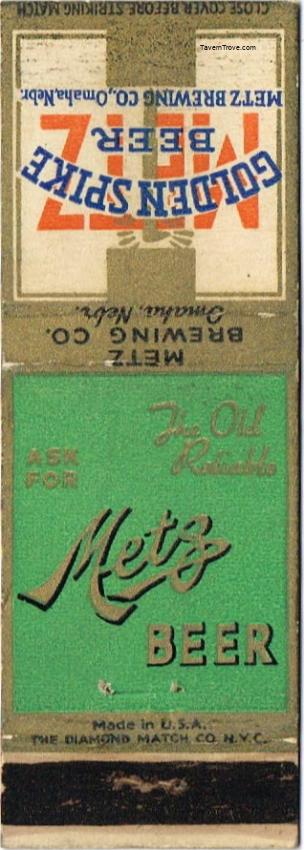 CLOSE COVER BEFORE STRIKING MATCH
TavernTrove.com
METZ BREWING CO., Omaha, Nebr.
METZ
GOLDEN SPIKE
BEER
METZ
BREWING CO.
Omaha, Nebr.
The Old
Reliable
ASK
FOR
Metz
BEER
Made in U.S.A.
THE DIAMOND MATCH CO. N.Y.C.